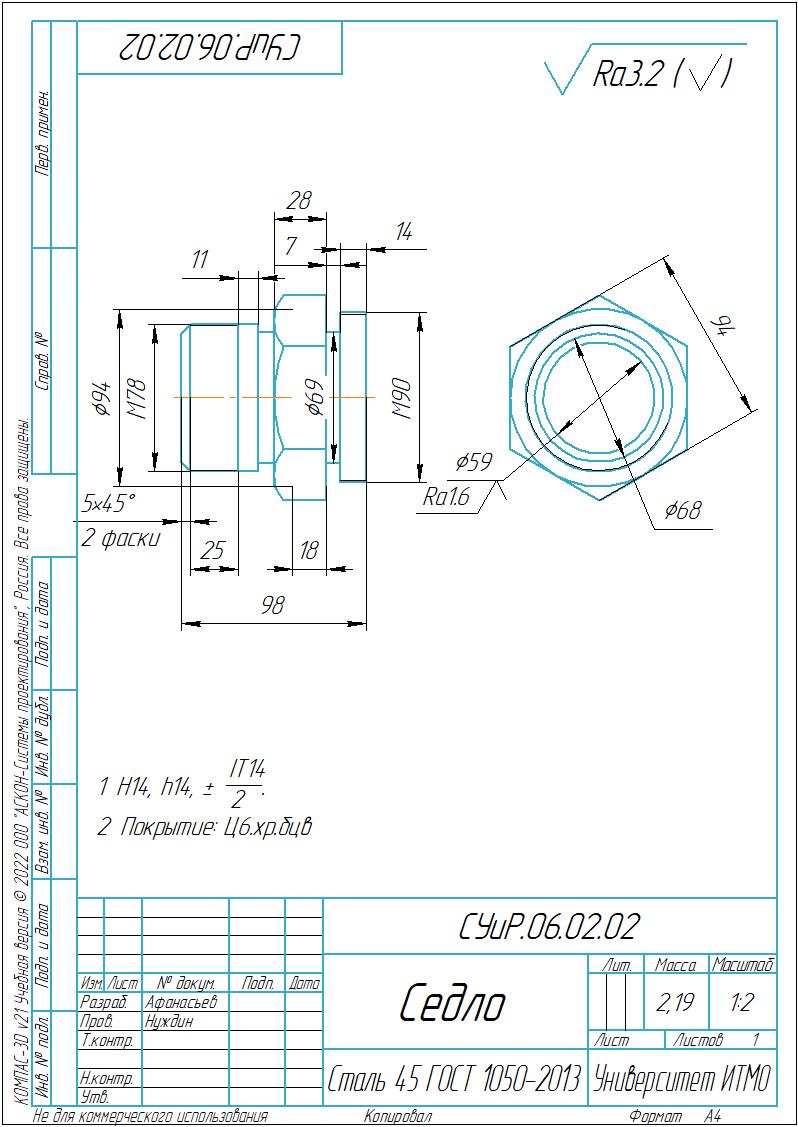 СУиР.06.02.02
Ra3.2 (√)
Перв. примен.
Справ. №
Подп. и дата
Инв. № дубл.
Взам. инв. №
Подп. и дата
Инв. № подл.
КОМПАС-3D v21 Учебная версия © 2022 ООО "АСКОН-Системы проектирования", Россия. Все права защищены.
28
7
14
11
⌀94
M78
⌀69
M90
94
⌀59
Ra1.6
⌀68
5×45°
2 фаски
25
18
98
1 H14, h14, ± IT14/2.
2 Покрытие: Ц6.хр.бцв
СУиР.06.02.02
Изм. Лист № докум. Подп. Дата
Разраб. Афанасьев
Пров. Нуждин
Т.контр.
Н.контр.
Утв.
Седло
Лит. Масса Масштаб
2,19 1:2
Лист Листов 1
Сталь 45 ГОСТ 1050-2013
Университет ИТМО
Не для коммерческого использования Копировал Формат А4